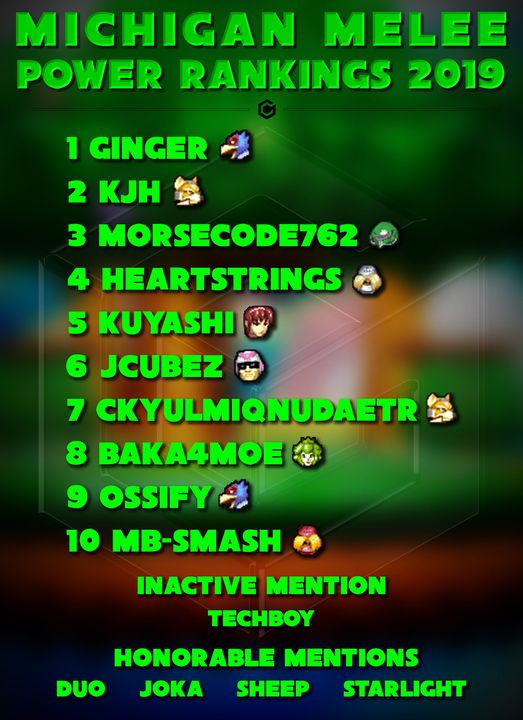 MICHIGAN MELEE
POWER RANKINGS 2019
1 GINGER
2 KJH
3 MORSECODE762
4 HEARTSTRINGS
5 KUYASHI
6 JCUBEZ
7 CKYULMIQNUDAETR
8 BAKA4MOE
9 OSSIFY
10 MB-SMASH
INACTIVE MENTION
TECHBOY
HONORABLE MENTIONS
DUO JOKA SHEEP STARLIGHT